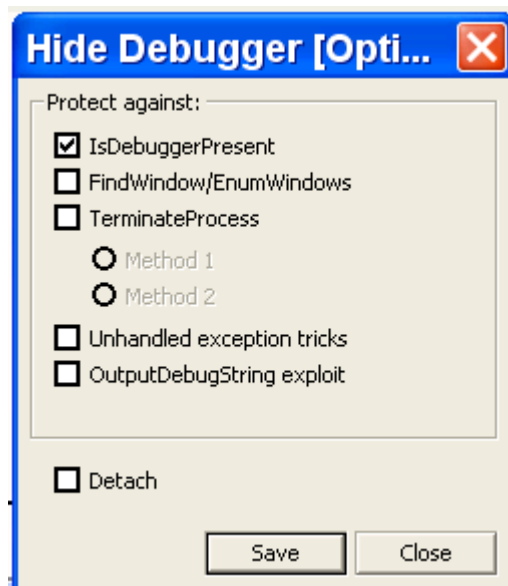 Hide Debugger [Opti...
Protect against:
IsDebuggerPresent
FindWindow/EnumWindows
TerminateProcess
Method 1
Method 2
Unhandled exception tricks
OutputDebugString exploit
Detach
Save Close